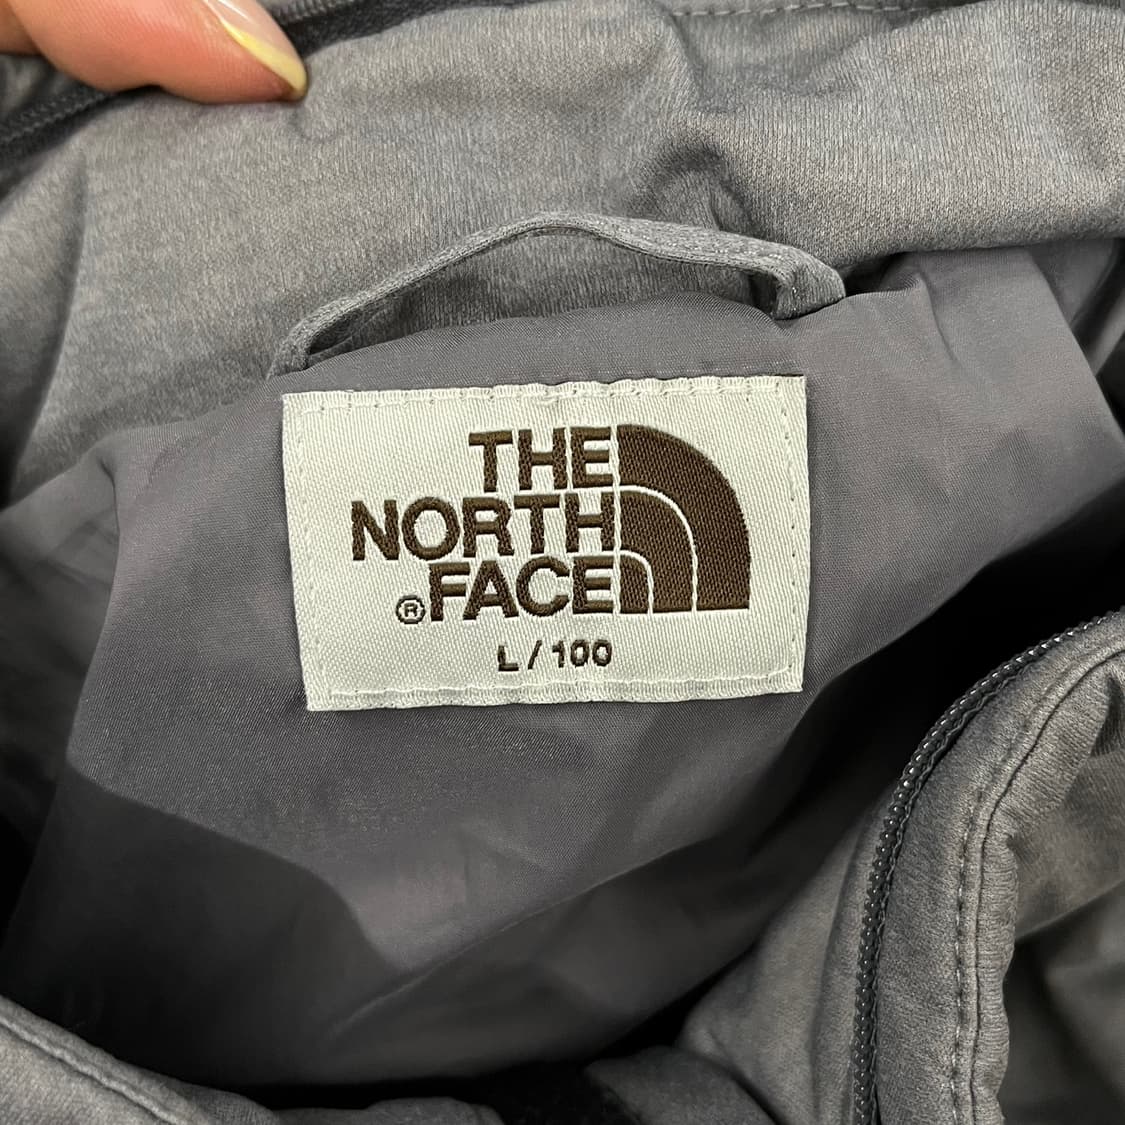 THE
NORTH
® FACE
L / 100